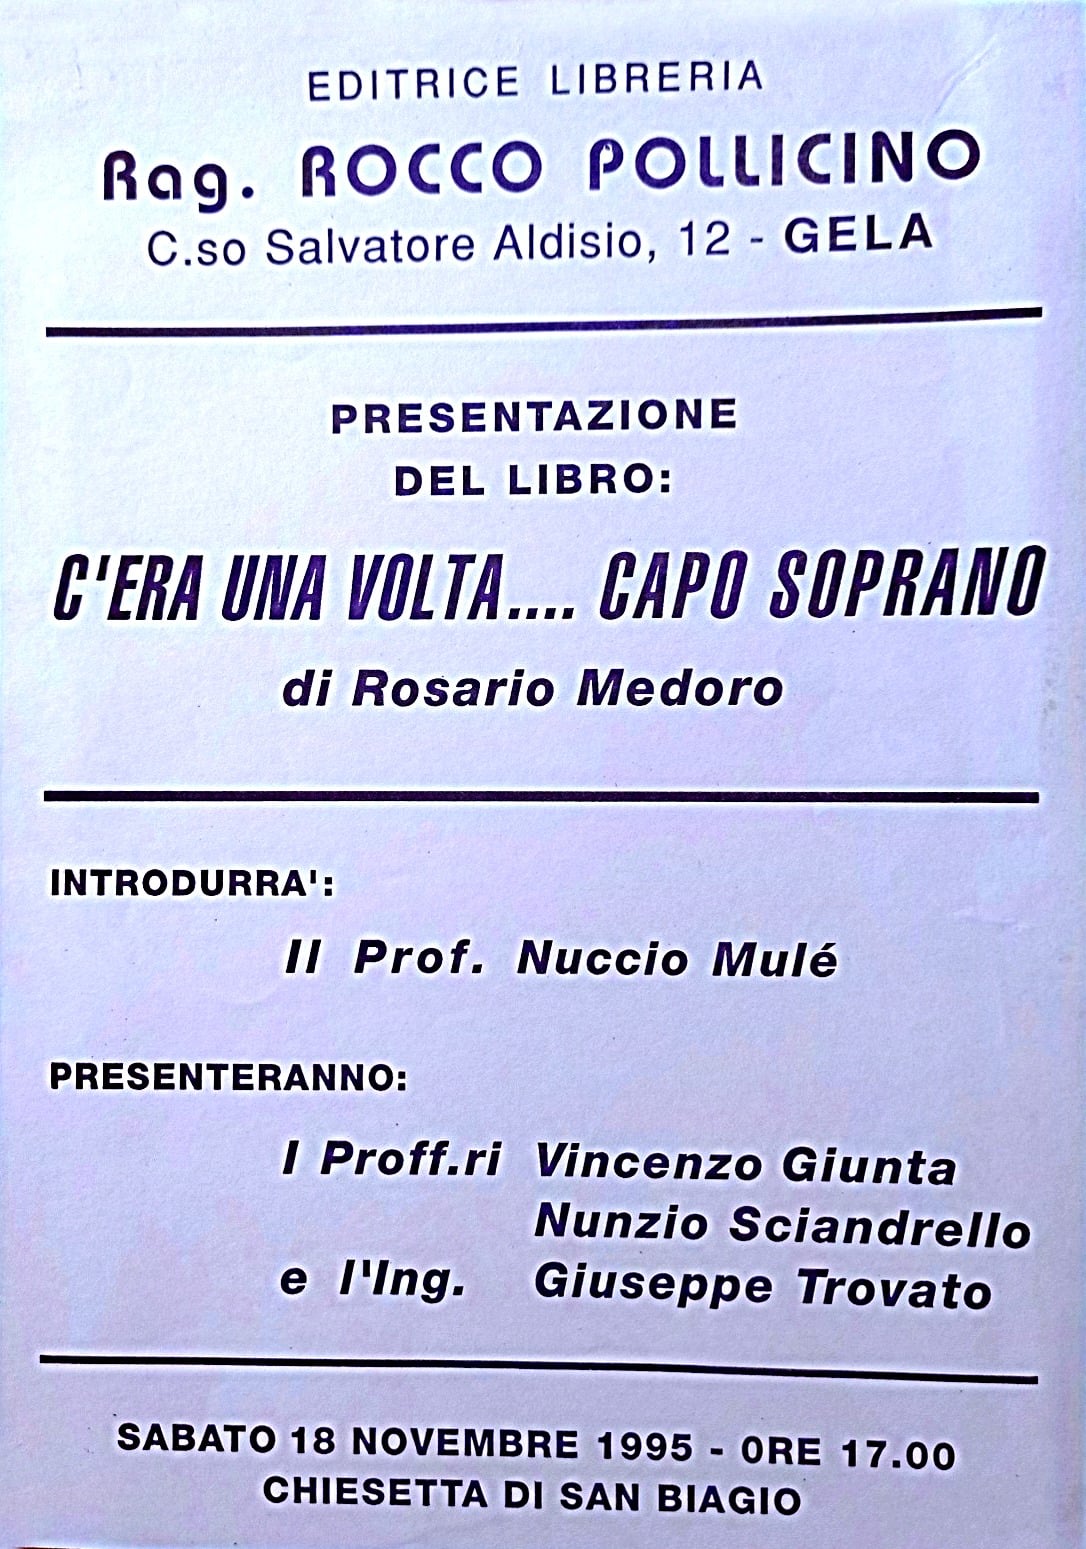 EDITRICE LIBRERIA
Rag. ROCCO POLLICINO
C.so Salvatore Aldisio, 12 - GELA
PRESENTAZIONE
DEL LIBRO:
C'ERA UNA VOLTA.... CAPO SOPRANO
di Rosario Medoro
INTRODURRA':
Il Prof. Nuccio Mulé
PRESENTERANNO:
I Proff.ri Vincenzo Giunta
Nunzio Sciandrello
e l'Ing. Giuseppe Trovato
SABATO 18 NOVEMBRE 1995 - ORE 17.00
CHIESETTA DI SAN BIAGIO